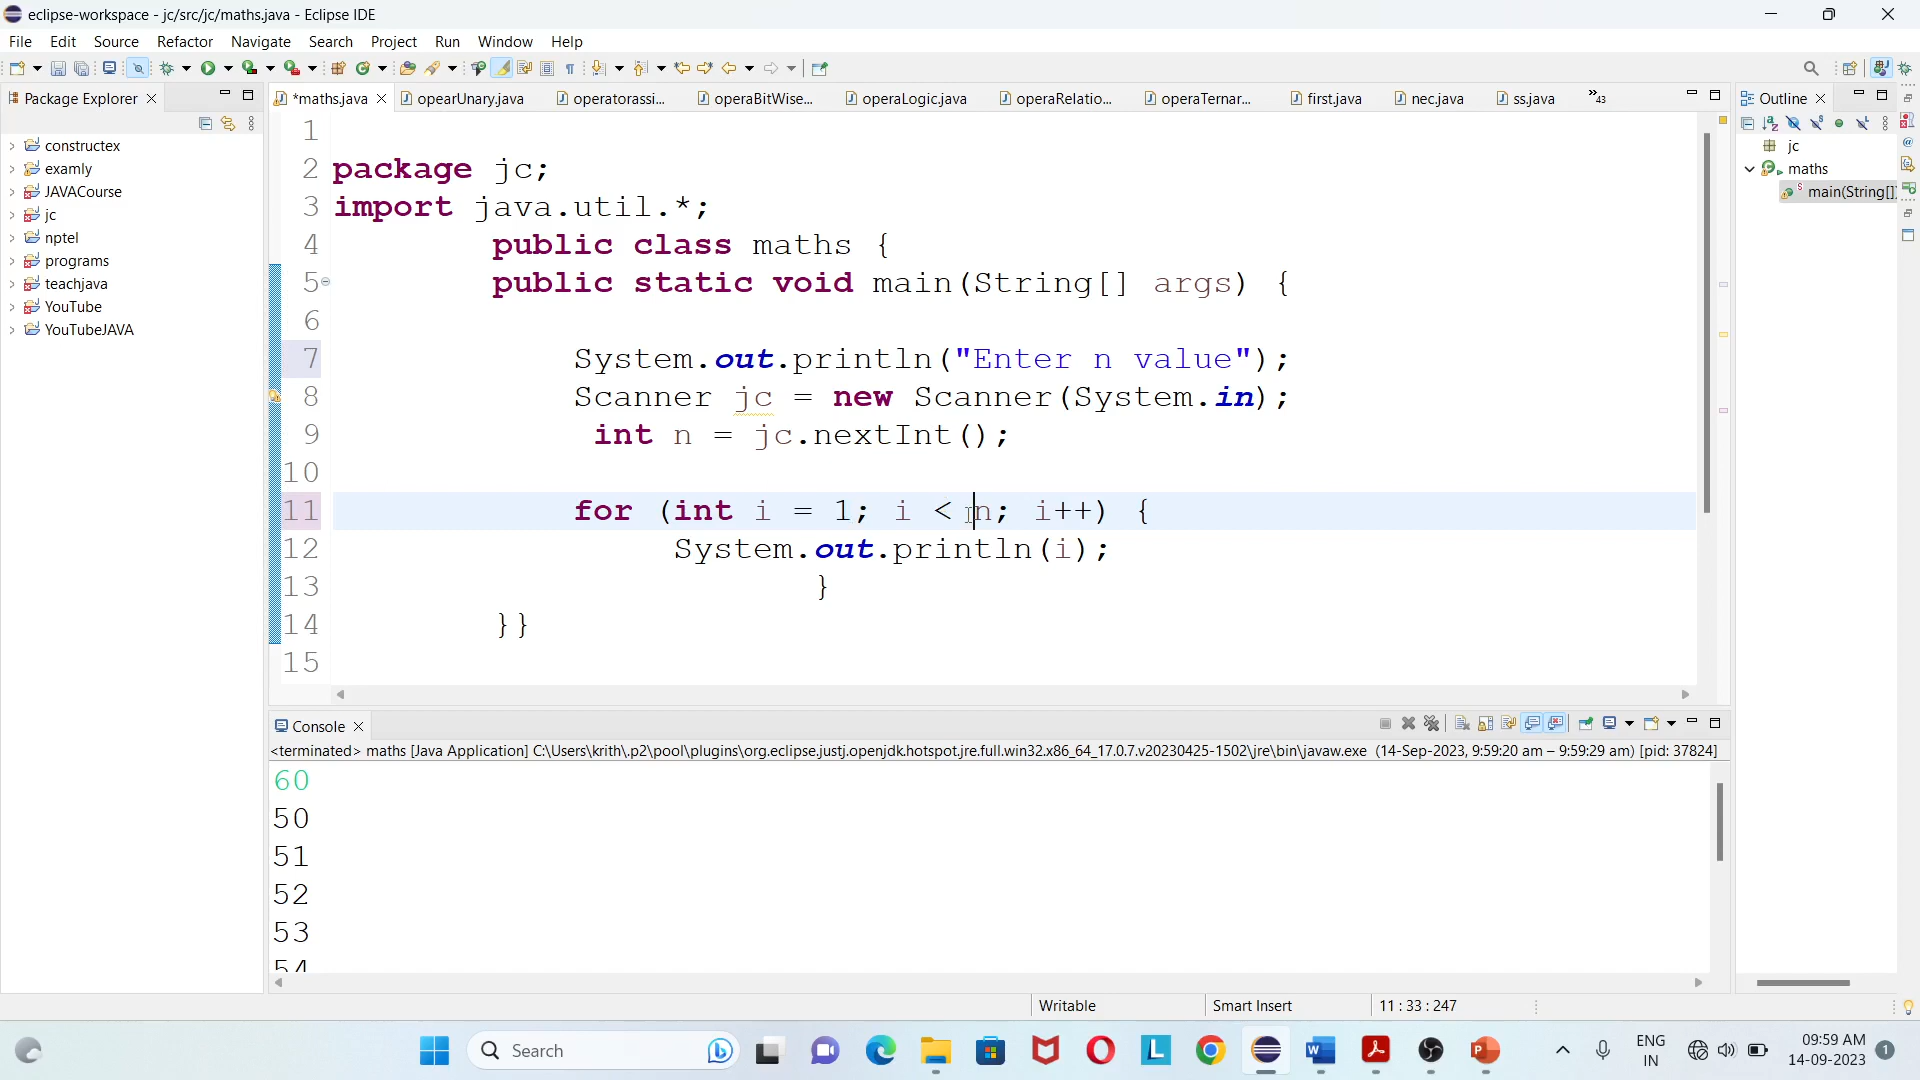 eclipse-workspace - jc/src/jc/maths.java - Eclipse IDE
File Edit Source Refactor Navigate Search Project Run Window Help
Package Explorer
*maths.java opearUnary.java operatorassi... operaBitWise... operaLogic.java operaRelatio... operaTernar... first.java nec.java ss.java »43
Outline
constructex
examly
JAVACourse
jc
nptel
programs
teachjava
YouTube
YouTubeJAVA
1
2 package jc;
3 import java.util.*;
4 public class maths {
5 public static void main(String[] args) {
6
7 System.out.println("Enter n value");
8 Scanner jc = new Scanner(System.in);
9 int n = jc.nextInt();
10
11 for (int i = 1; i < n; i++) {
12 System.out.println(i);
13 }
14 }}
15
jc
maths
main(String[])
Console
<terminated> maths [Java Application] C:\Users\krith\.p2\pool\plugins\org.eclipse.justj.openjdk.hotspot.jre.full.win32.x86_64_17.0.7.v20230425-1502\jre\bin\javaw.exe (14-Sep-2023, 9:59:20 am – 9:59:29 am) [pid: 37824]
60
50
51
52
53
54
Writable Smart Insert 11 : 33 : 247
Search
ENG
IN
09:59 AM
14-09-2023
1